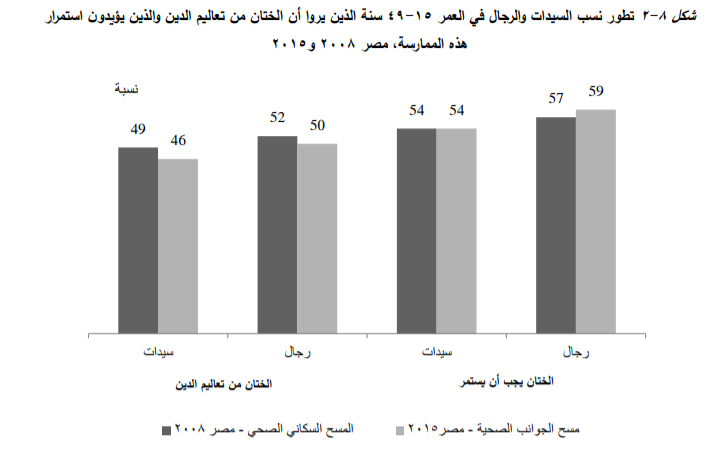 شكل ٨-٢ تطور نسب السيدات والرجال في العمر ١٥-٤٩ سنة الذين يروا أن الختان من تعاليم الدين والذين يؤيدون استمرار
هذه الممارسة، مصر ٢٠٠٨ و٢٠١٥
نسبة
49 46 52 50 54 54 57 59
سيدات رجال سيدات رجال
الختان من تعاليم الدين الختان يجب أن يستمر
المسح السكاني الصحي - مصر ٢٠٠٨ مسح الجوانب الصحية - مصر٢٠١٥